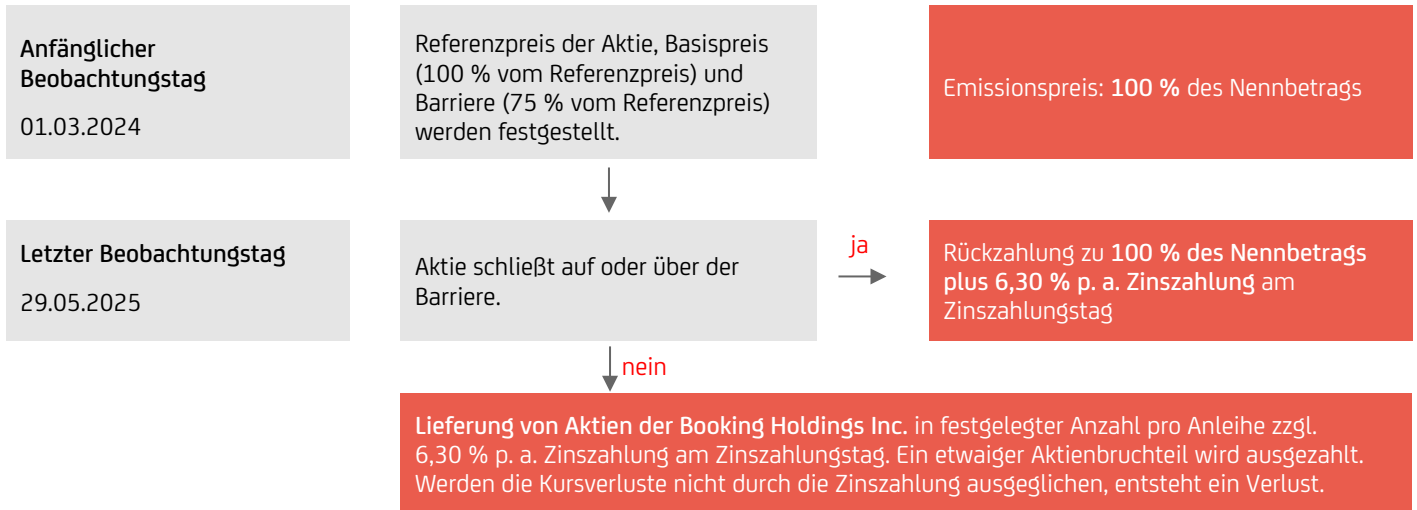 Anfänglicher
Beobachtungstag
01.03.2024
Referenzpreis der Aktie, Basispreis
(100 % vom Referenzpreis) und
Barriere (75 % vom Referenzpreis)
werden festgestellt.
Emissionspreis: 100 % des Nennbetrags
Letzter Beobachtungstag
29.05.2025
Aktie schließt auf oder über der
Barriere.
ja
Rückzahlung zu 100 % des Nennbetrags
plus 6,30 % p. a. Zinszahlung am
Zinszahlungstag
nein
Lieferung von Aktien der Booking Holdings Inc. in festgelegter Anzahl pro Anleihe zzgl.
6,30 % p. a. Zinszahlung am Zinszahlungstag. Ein etwaiger Aktienbruchteil wird ausgezahlt.
Werden die Kursverluste nicht durch die Zinszahlung ausgeglichen, entsteht ein Verlust.